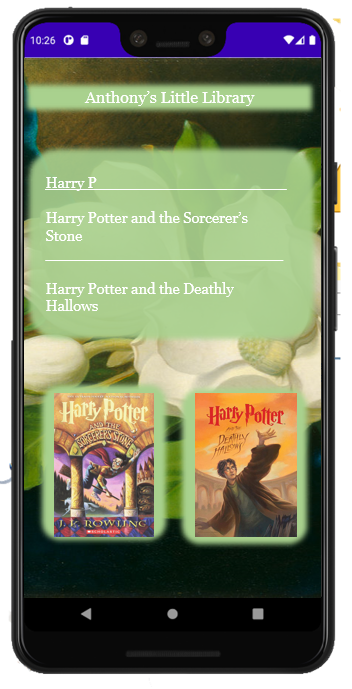 10:26
Anthony's Little Library
Harry P
Harry Potter and the Sorcerer's
Stone
Harry Potter and the Deathly
Hallows
Harry Potter
AND THE
SORCERER'S STONE
J. K. ROWLING
SCHOLASTIC
Harry Potter
AND THE
DEATHLY
HALLOWS